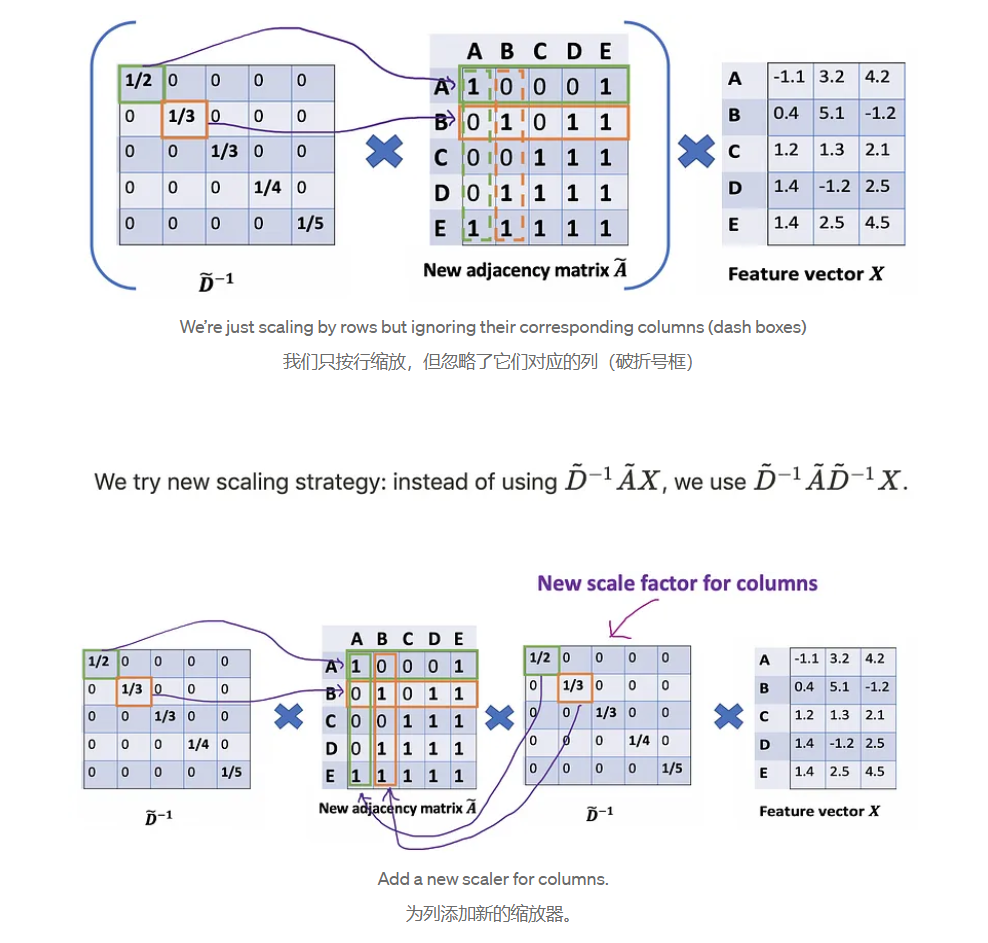 A B C D E
1/2 0 0 0 0 A 1 0 0 0 1 A -1.1 3.2 4.2
0 1/3 0 0 0 B 0 1 0 1 1 B 0.4 5.1 -1.2
0 0 1/3 0 0 C 0 0 1 1 1 C 1.2 1.3 2.1
0 0 0 1/4 0 D 0 1 1 1 1 D 1.4 -1.2 2.5
0 0 0 0 1/5 E 1 1 1 1 1 E 1.4 2.5 4.5
D̃⁻¹ New adjacency matrix Ã Feature vector X
We're just scaling by rows but ignoring their corresponding columns (dash boxes)
我们只按行缩放，但忽略了它们对应的列（破折号框）
We try new scaling strategy: instead of using D̃⁻¹ÃX, we use D̃⁻¹ÃD̃⁻¹X.
New scale factor for columns
A B C D E
1/2 0 0 0 0 A 1 0 0 0 1 1/2 0 0 0 0 A -1.1 3.2 4.2
0 1/3 0 0 0 B 0 1 0 1 1 0 1/3 0 0 0 B 0.4 5.1 -1.2
0 0 1/3 0 0 C 0 0 1 1 1 0 0 1/3 0 0 C 1.2 1.3 2.1
0 0 0 1/4 0 D 0 1 1 1 1 0 0 0 1/4 0 D 1.4 -1.2 2.5
0 0 0 0 1/5 E 1 1 1 1 1 0 0 0 0 1/5 E 1.4 2.5 4.5
D̃⁻¹ New adjacency matrix Ã D̃⁻¹ Feature vector X
Add a new scaler for columns.
为列添加新的缩放器。